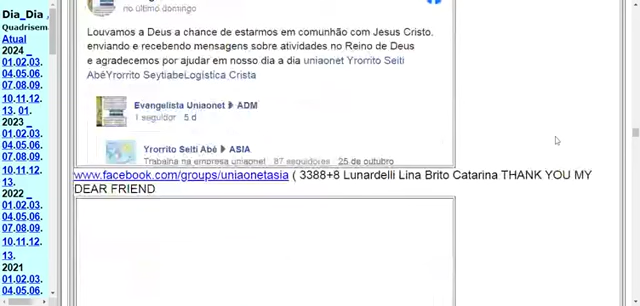 Dia_Dia
Quadrisem
Atual
2024 _
01,02,03.
04,05,06.
07,08,09.
10,11,12.
13. 01.
2023 _
01,02,03.
04,05,06.
07,08,09.
10,11,12.
13.
2022 _
01,02,03.
04,05,06.
07,08,09.
10,11,12.
13.
2021
01,02,03.
04,05,06.
no último domingo
Louvamos a Deus a chance de estarmos em comunhão com Jesus Cristo,
enviando e recebendo mensagens sobre atividades no Reino de Deus
e agradecemos por ajudar em nosso dia a dia uniaonet Yrorrito Seiti
AbéYrorrito SeytiabeLogística Crista
Evangelista Uniaonet ▸ ADM
1 seguidor 5 d
Yrorrito Seiti Abé ▸ ASIA
Trabalha na empresa uniaonet 87 seguidores 25 de outubro
www.facebook.com/groups/uniaonetasia ( 3388+8 Lunardelli Lina Brito Catarina THANK YOU MY
DEAR FRIEND